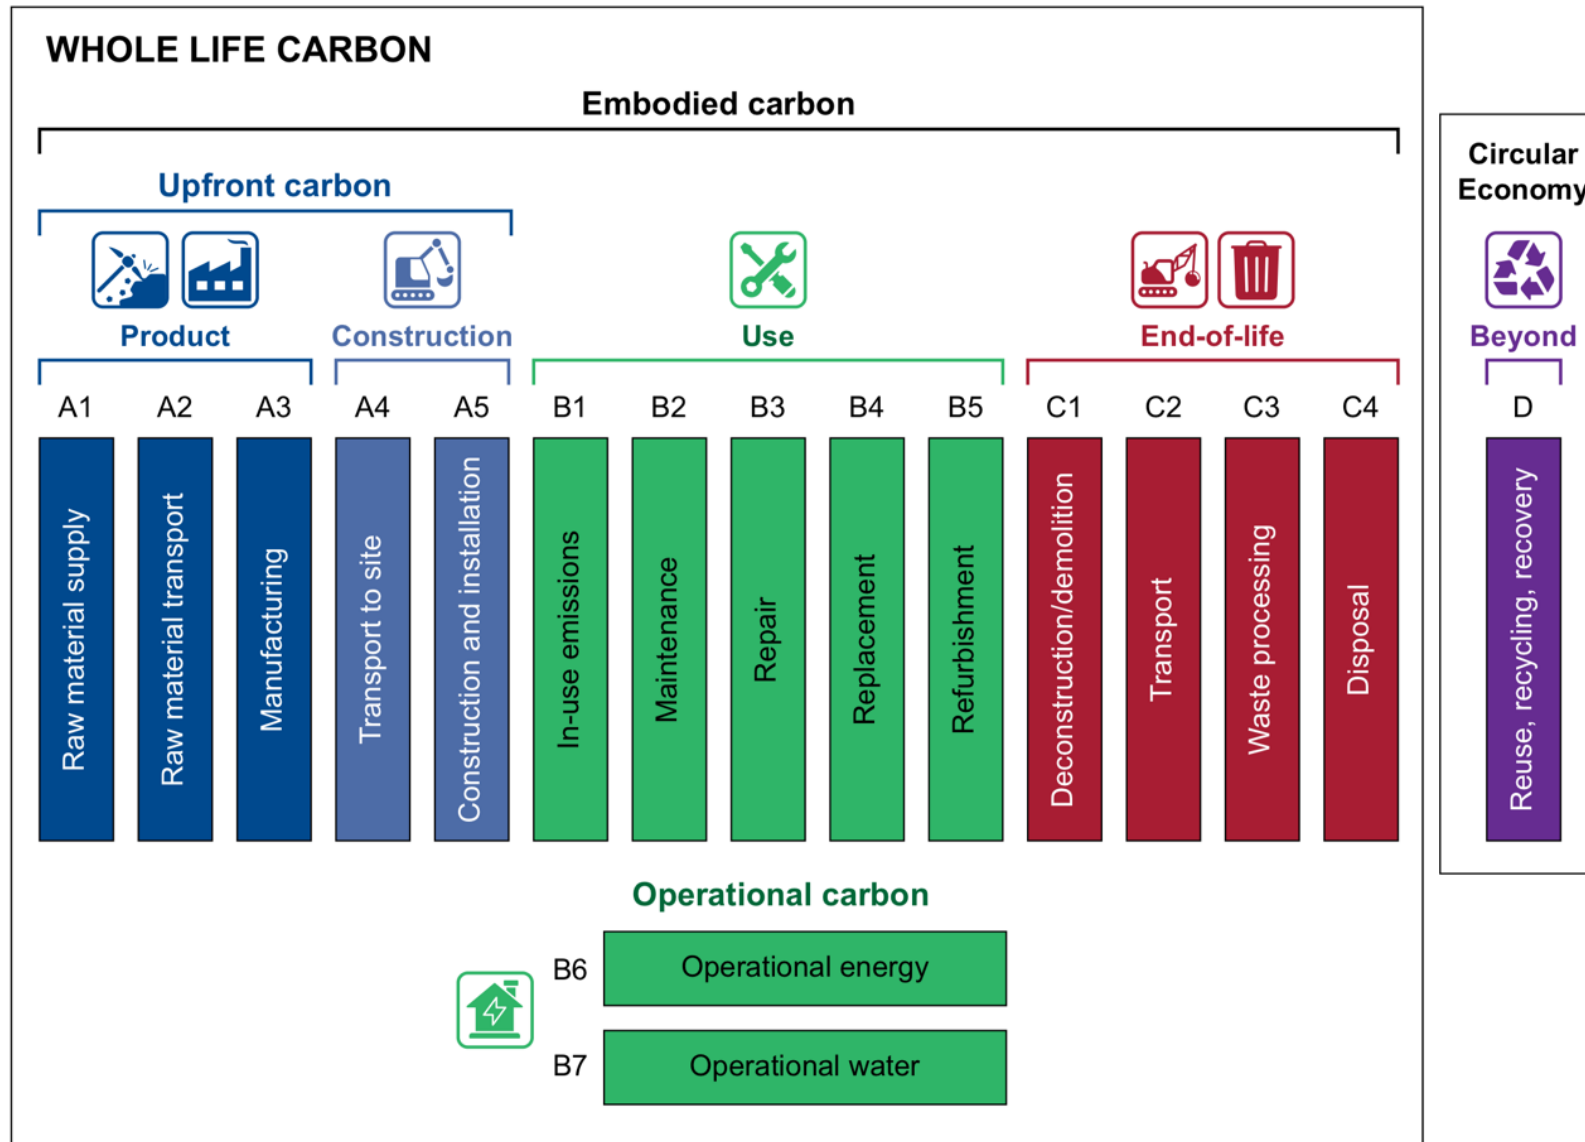 WHOLE LIFE CARBON
Embodied carbon
Upfront carbon
Product
Construction
Use
End-of-life
A1
A2
A3
A4
A5
B1
B2
B3
B4
B5
C1
C2
C3
C4
Raw material supply
Raw material transport
Manufacturing
Transport to site
Construction and installation
In-use emissions
Maintenance
Repair
Replacement
Refurbishment
Deconstruction/demolition
Transport
Waste processing
Disposal
Operational carbon
B6
Operational energy
B7
Operational water
Circular
Economy
Beyond
D
Reuse, recycling, recovery